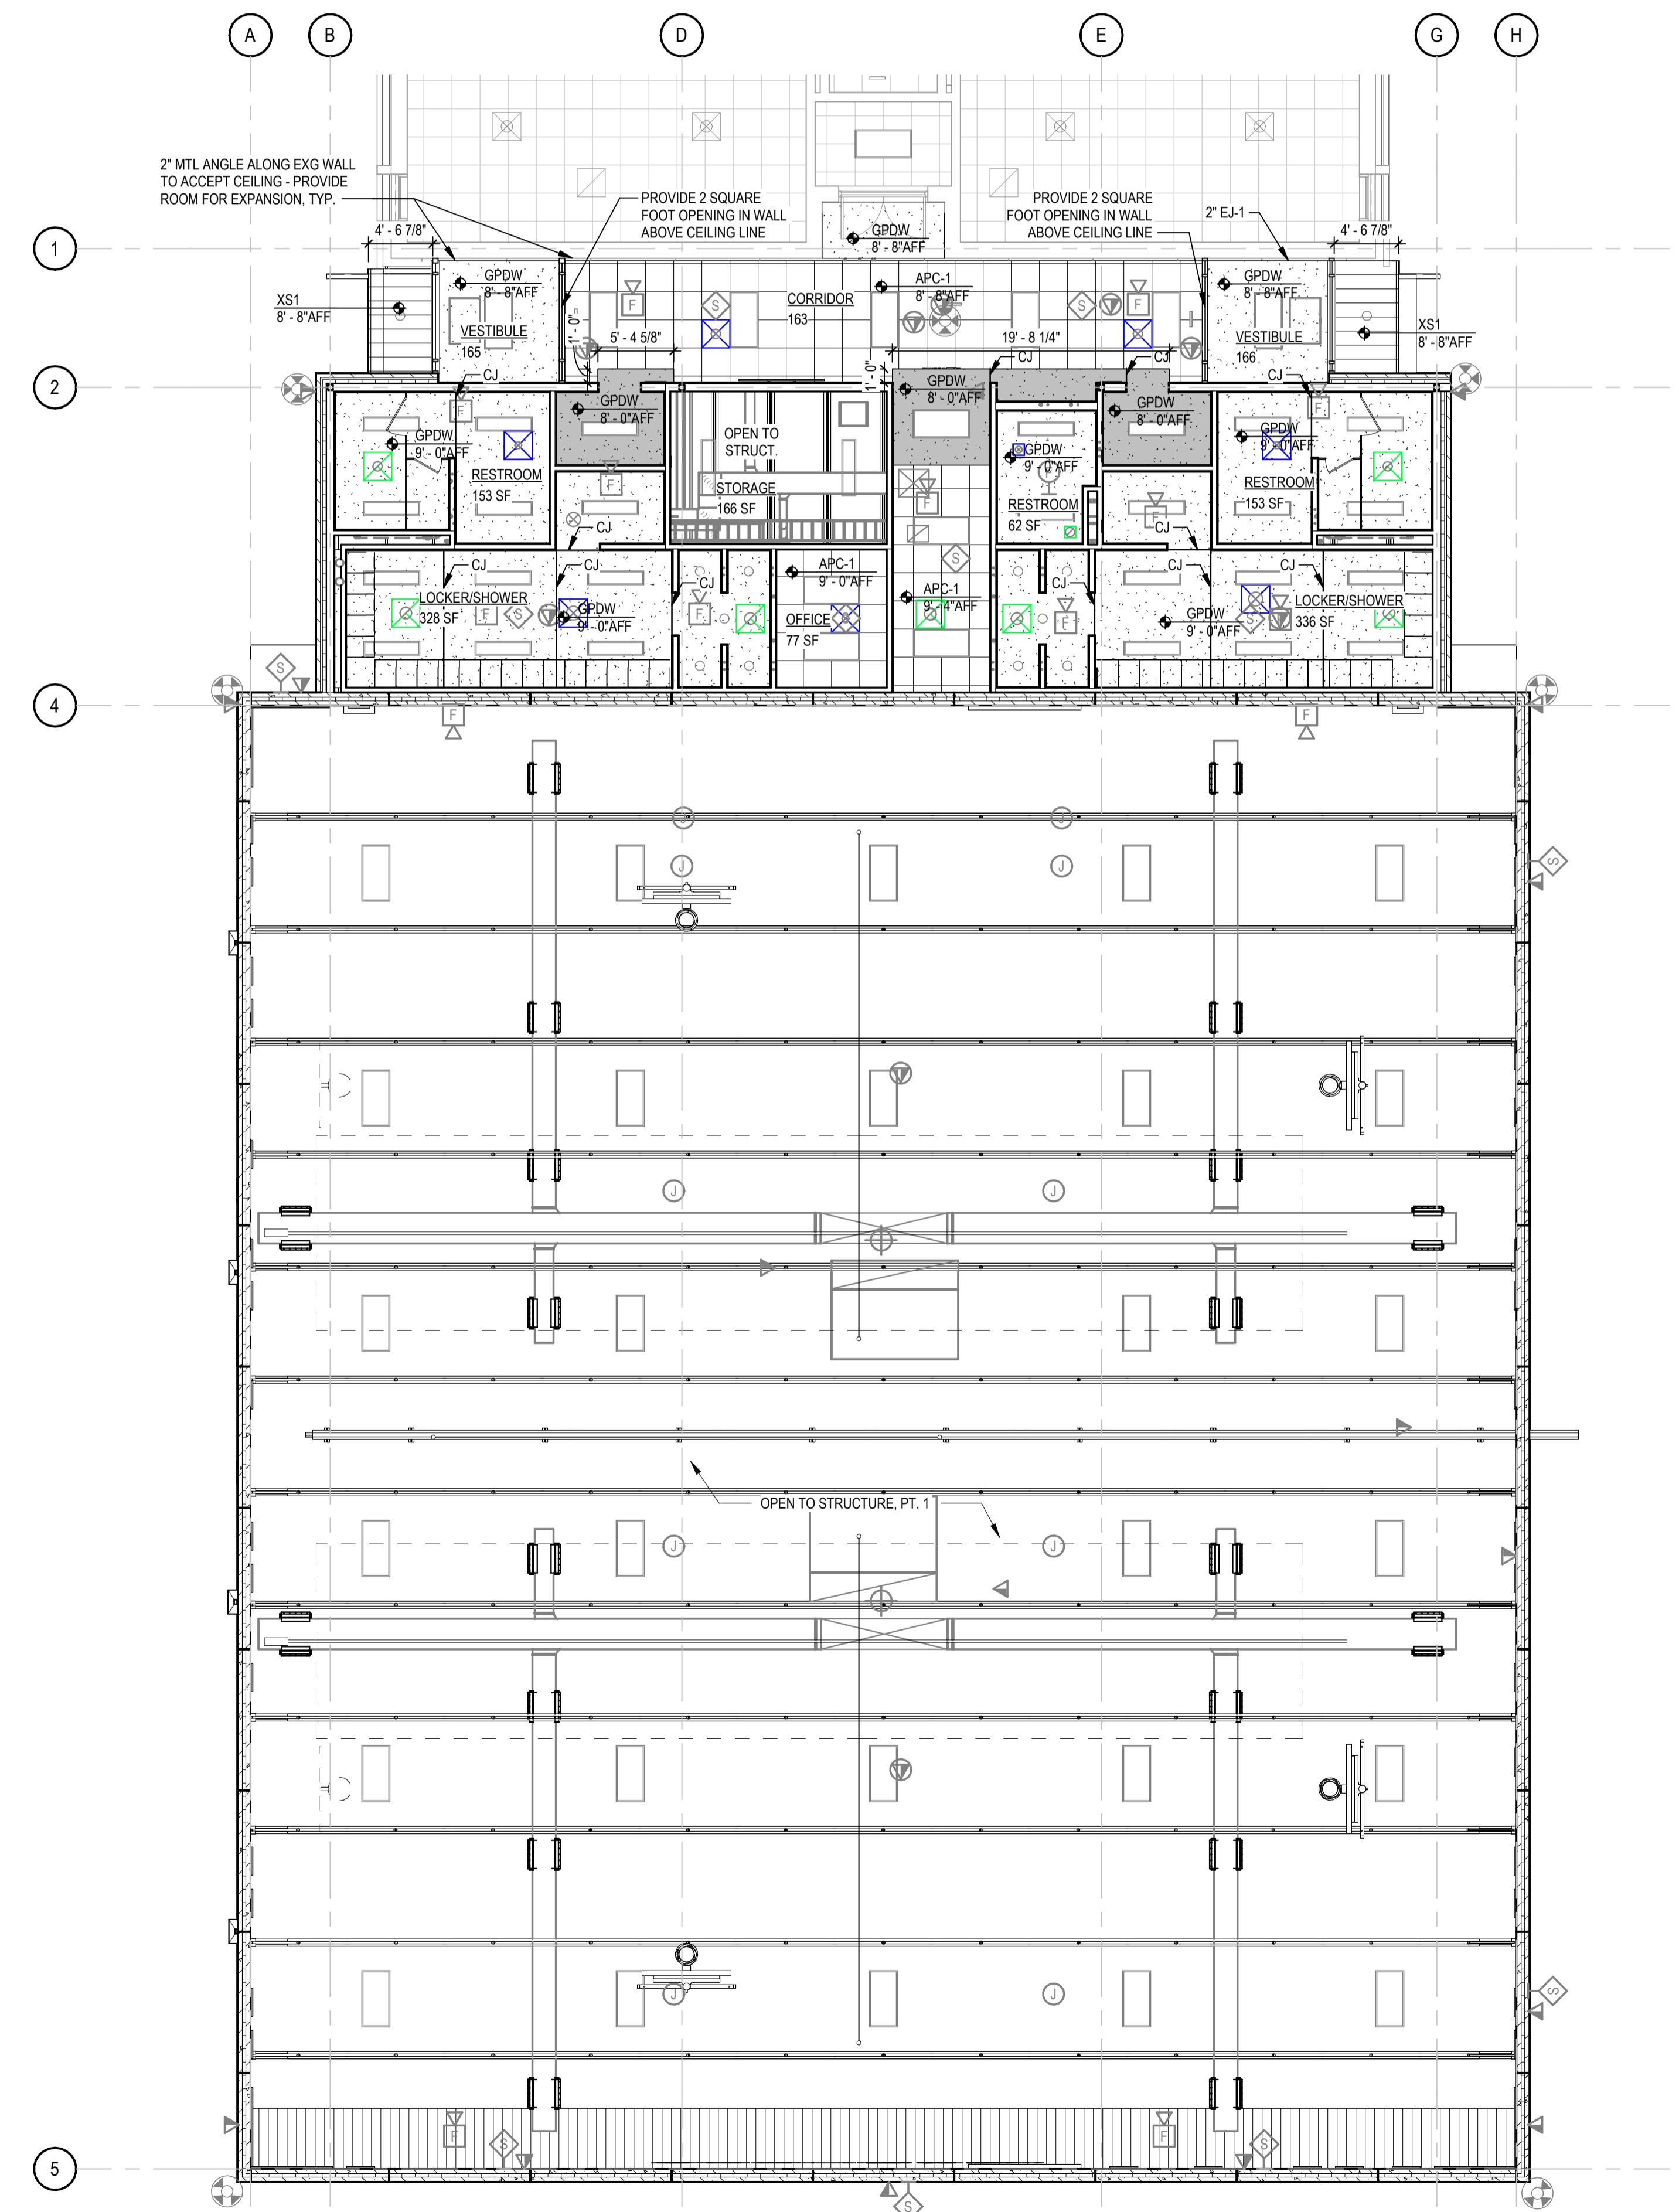 A
B
D
E
G
H
2" MTL ANGLE ALONG EXG WALL
TO ACCEPT CEILING - PROVIDE
ROOM FOR EXPANSION, TYP.
PROVIDE 2 SQUARE
FOOT OPENING IN WALL
ABOVE CEILING LINE
PROVIDE 2 SQUARE
FOOT OPENING IN WALL
ABOVE CEILING LINE
2" EJ-1
4' - 6 7/8"
4' - 6 7/8"
GPDW
8' - 8"AFF
1
GPDW
8' - 8"AFF
APC-1
8' - 8"AFF
GPDW
8' - 8"AFF
XS1
8' - 8"AFF
CORRIDOR
163
F
S
S
F
XS1
8' - 8"AFF
VESTIBULE
165
1' - 0"
5' - 4 5/8"
19' - 8 1/4"
VESTIBULE
166
CJ
CJ
CJ
CJ
1' - 0"
2
GPDW
8' - 0"AFF
GPDW
8' - 0"AFF
GPDW
8' - 0"AFF
F
F
GPDW
9' - 0"AFF
OPEN TO
STRUCT.
GPDW
9' - 0"AFF
GPDW
9' - 0"AFF
RESTROOM
153 SF
F
STORAGE
166 SF
F
RESTROOM
62 SF
F
RESTROOM
153 SF
CJ
CJ
S
CJ
CJ
CJ
APC-1
9' - 0"AFF
CJ
CJ
CJ
LOCKER/SHOWER
328 SF
F
S
GPDW
9' - 0"AFF
F
OFFICE
77 SF
APC-1
9' - 4"AFF
F
GPDW
9' - 0"AFF
S
LOCKER/SHOWER
336 SF
S
4
F
F
J
J
J
J
S
J
J
OPEN TO STRUCTURE, PT. 1
J
J
J
J
S
F
F
S
S
5
S